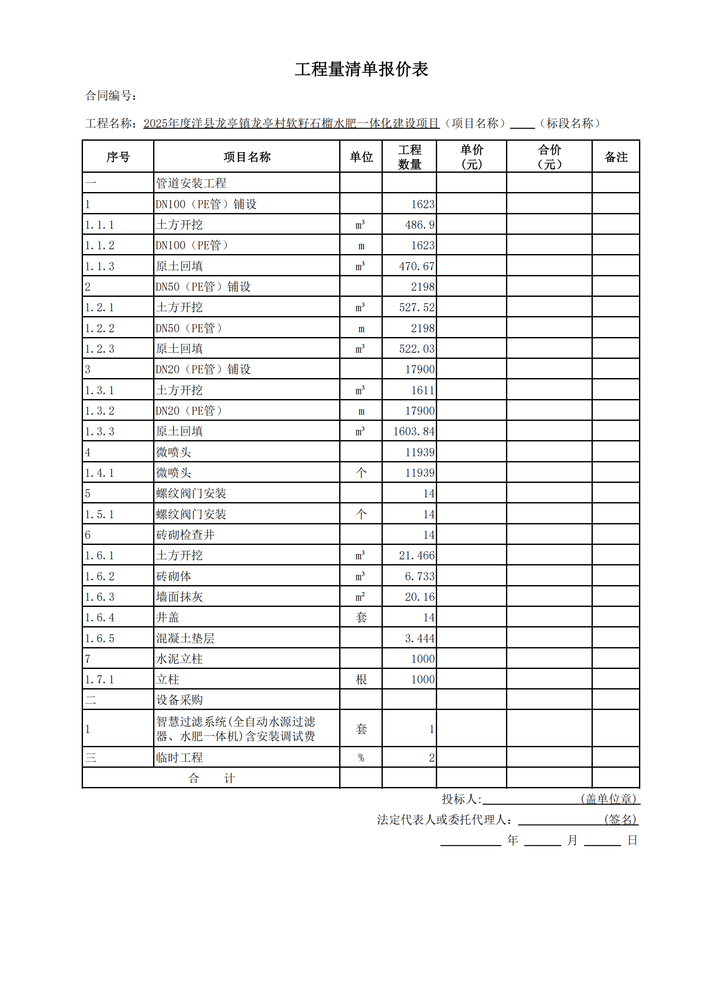 工程量清单报价表
合同编号：
工程名称：2025年度洋县龙亭镇龙亭村软籽石榴水肥一体化建设项目（项目名称）____（标段名称）
序号 项目名称 单位 工程数量 单价(元) 合价（元） 备注
一 管道安装工程
1 DN100（PE管）铺设 1623
1.1.1 土方开挖 m³ 486.9
1.1.2 DN100（PE管） m 1623
1.1.3 原土回填 m³ 470.67
2 DN50（PE管）铺设 2198
1.2.1 土方开挖 m³ 527.52
1.2.2 DN50（PE管） m 2198
1.2.3 原土回填 m³ 522.03
3 DN20（PE管）铺设 17900
1.3.1 土方开挖 m³ 1611
1.3.2 DN20（PE管） m 17900
1.3.3 原土回填 m³ 1603.84
4 微喷头 11939
1.4.1 微喷头 个 11939
5 螺纹阀门安装 14
1.5.1 螺纹阀门安装 个 14
6 砖砌检查井 14
1.6.1 土方开挖 m³ 21.466
1.6.2 砖砌体 m³ 6.733
1.6.3 墙面抹灰 m² 20.16
1.6.4 井盖 套 14
1.6.5 混凝土垫层 3.444
7 水泥立柱 1000
1.7.1 立柱 根 1000
二 设备采购
1 智慧过滤系统(全自动水源过滤器、水肥一体机)含安装调试费 套 1
三 临时工程 % 2
合 计
投标人:________(盖单位章)
法定代表人或委托代理人：________(签名)
______ 年 ____ 月 ____ 日